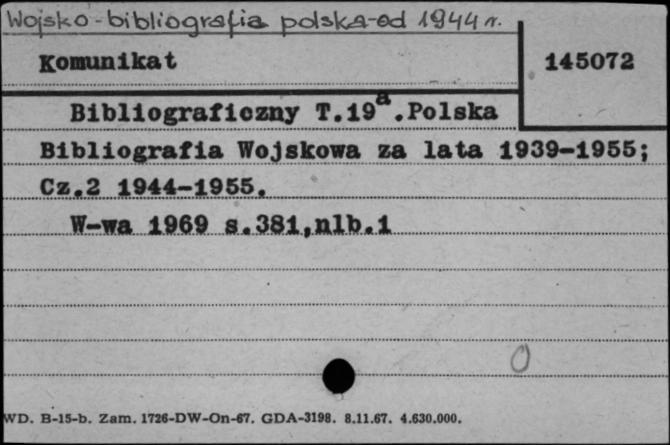 Wojsko-bibliografia polska-od 1944 r.
Komunikat
145072
Bibliograficzny T.19a.Polska
Bibliografia Wojskowa za lata 1939-1955;
Cz.2 1944-1955.
W-wa 1969 s.381,nlb.1
WD. B-15-b. Zam. 1726-DW-On-67. GDA-3198. 8.11.67. 4.630.000.